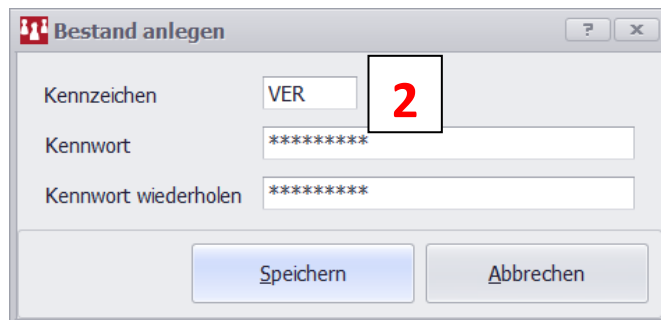 Bestand anlegen ?
Kennzeichen VER 2
Kennwort *********
Kennwort wiederholen *********
Speichern Abbrechen